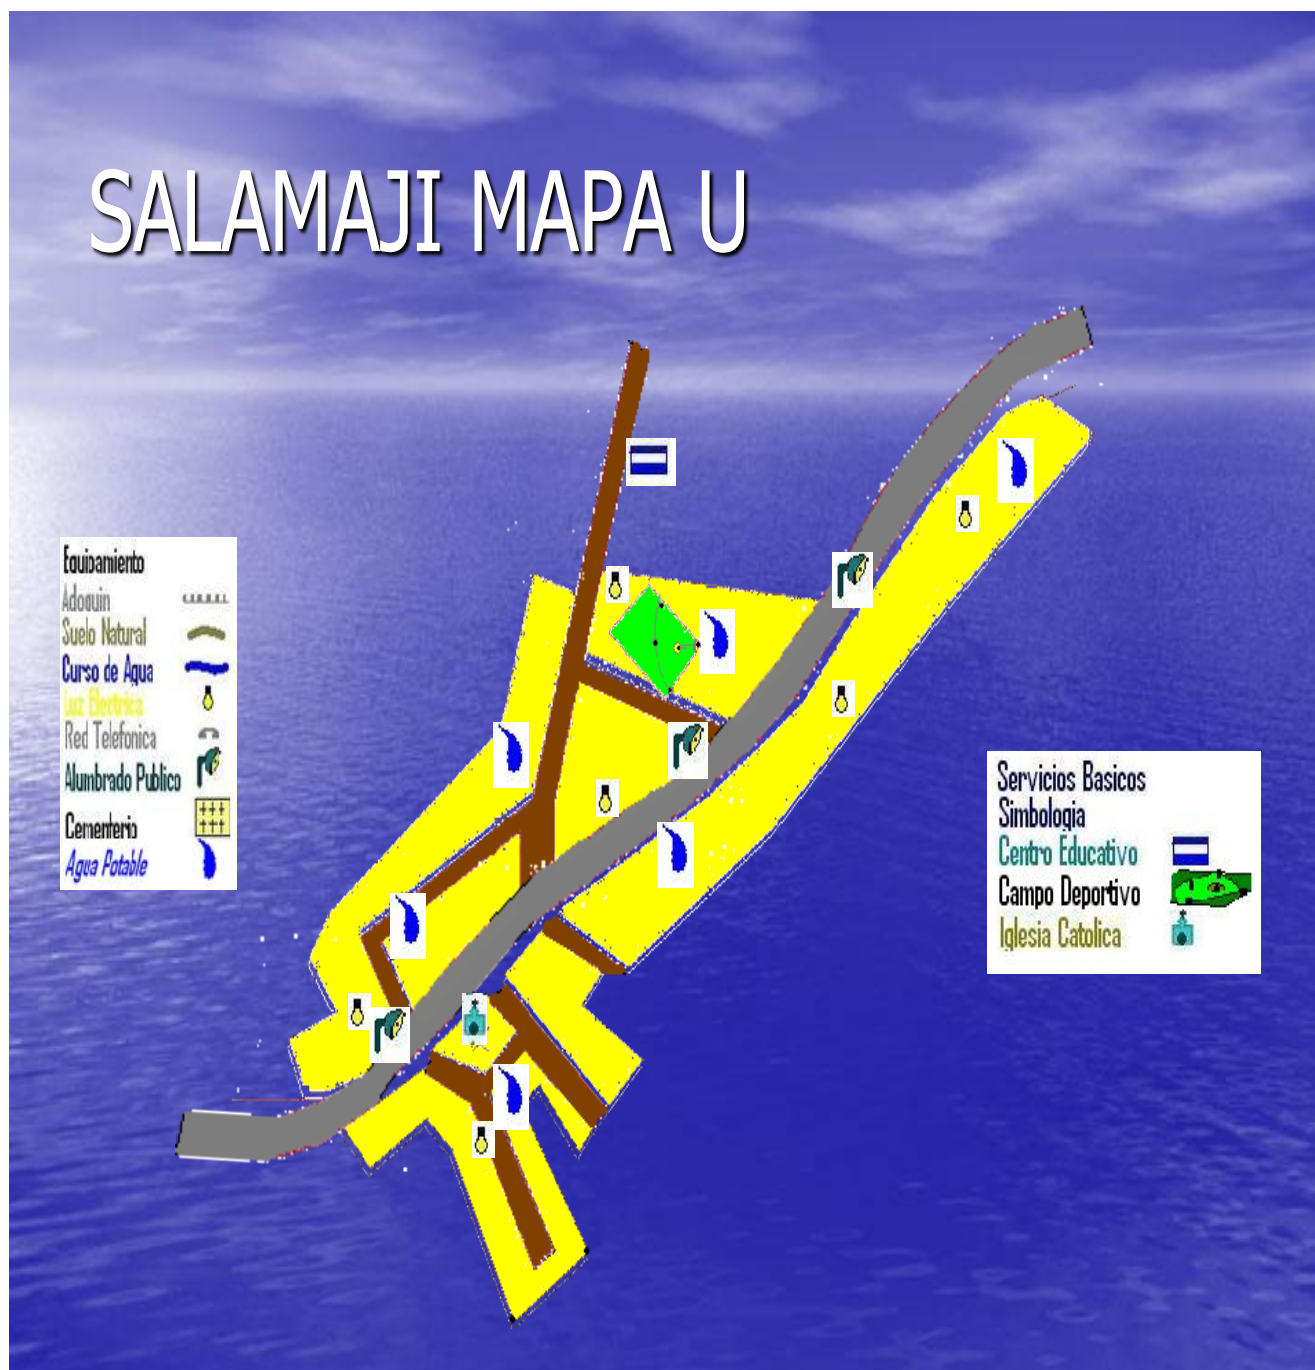 SALAMAJI MAPA U
Equipamiento
Adoquin
Suelo Natural
Curso de Agua
Luz Electrica
Red Telefonica
Alumbrado Publico
Cementerio
Agua Potable
Servicios Basicos
Simbologia
Centro Educativo
Campo Deportivo
Iglesia Catolica